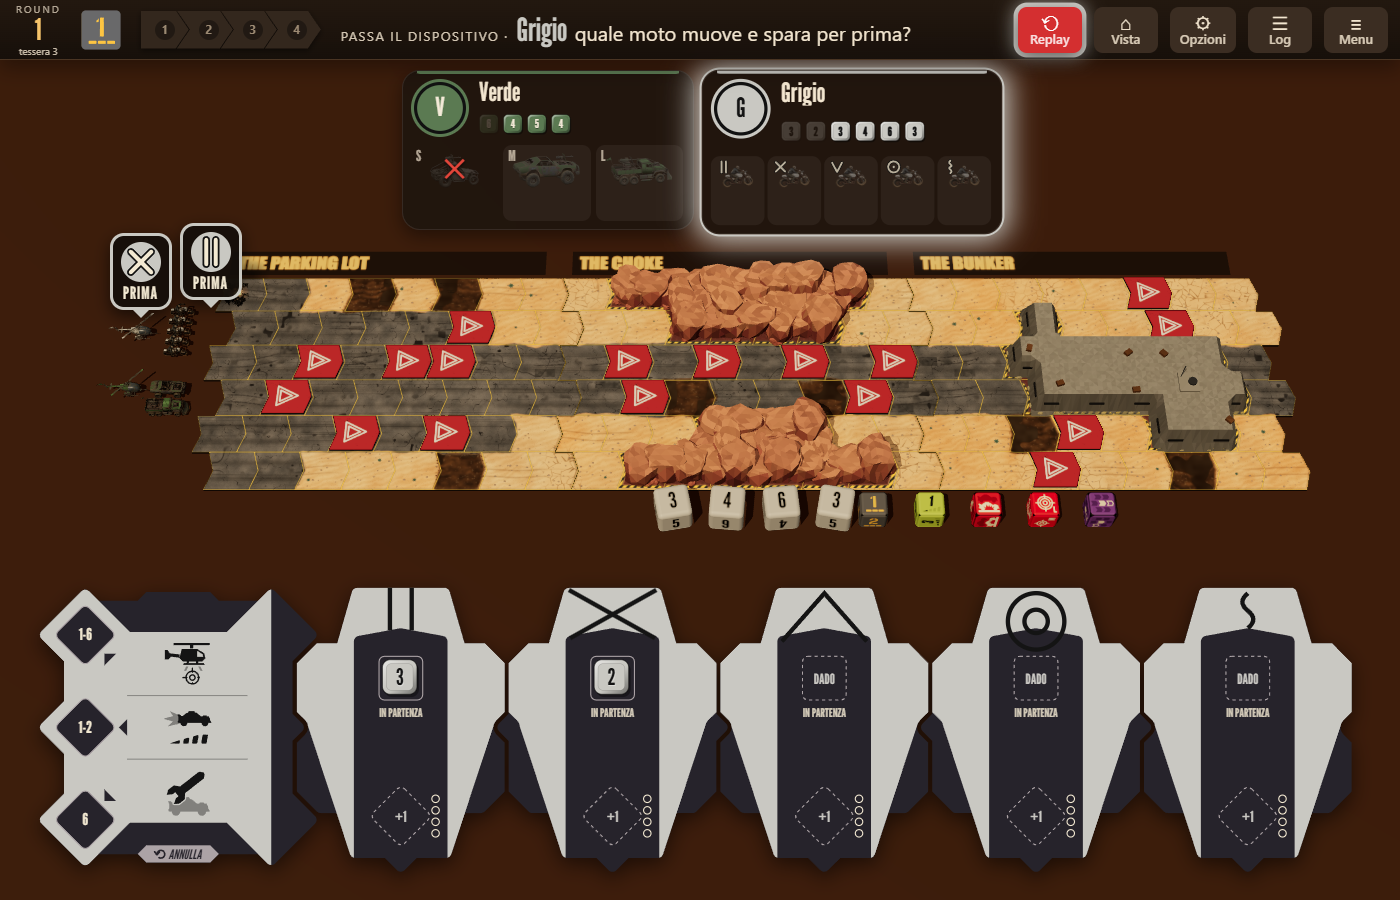 ROUND
1
tessera 3
1
1 2 3 4
PASSA IL DISPOSITIVO · Grigio quale moto muove e spara per prima?
Replay
Vista
Opzioni
Log
Menu
V
Verde
4 5 4
S
M
L
G
Grigio
3 2 3 4 6 3
PRIMA
PRIMA
THE PARKING LOT
THE CHOKE
THE BUNKER
3 4 6 3 1 1
1-6
1-2
6
ANNULLA
3
IN PARTENZA
+1
2
IN PARTENZA
+1
DADO
IN PARTENZA
+1
DADO
IN PARTENZA
+1
DADO
IN PARTENZA
+1